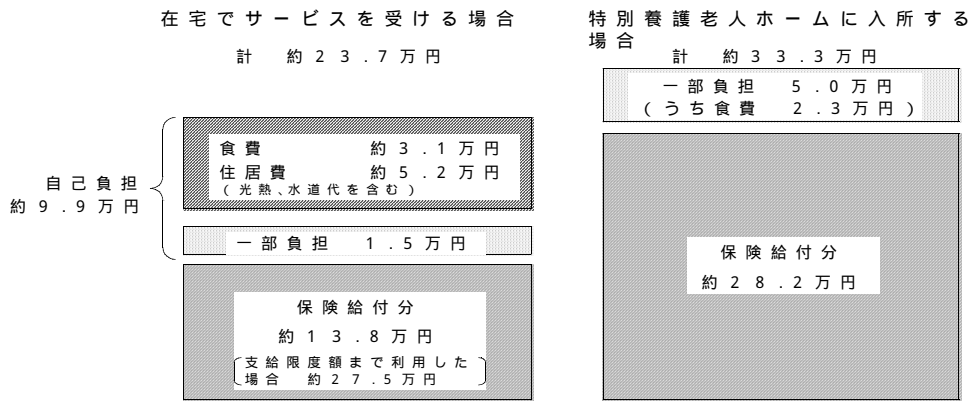 在宅でサービスを受ける場合
計 約23.7万円
自己負担
約9.9万円
食費 約3.1万円
住居費 約5.2万円
(光熱、水道代を含む)
一部負担 1.5万円
保険給付分
約13.8万円
支給限度額まで利用した
場合 約27.5万円
特別養護老人ホームに入所する
場合
計 約33.3万円
一部負担 5.0万円
(うち食費 2.3万円)
保険給付分
約28.2万円